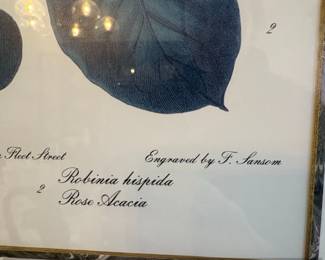 2
Fleet Street
Engraved by F. Sansom
Robinia hispida
2
Rose Acacia